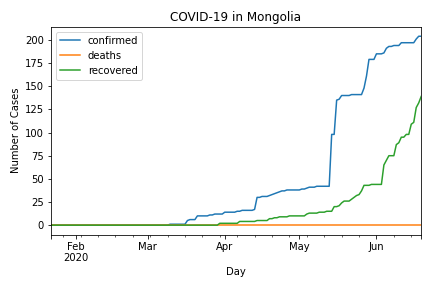 COVID-19 in Mongolia
confirmed
deaths
recovered
200
175
150
125
100
75
50
25
0
Number of Cases
Feb
2020
Mar
Apr
May
Jun
Day